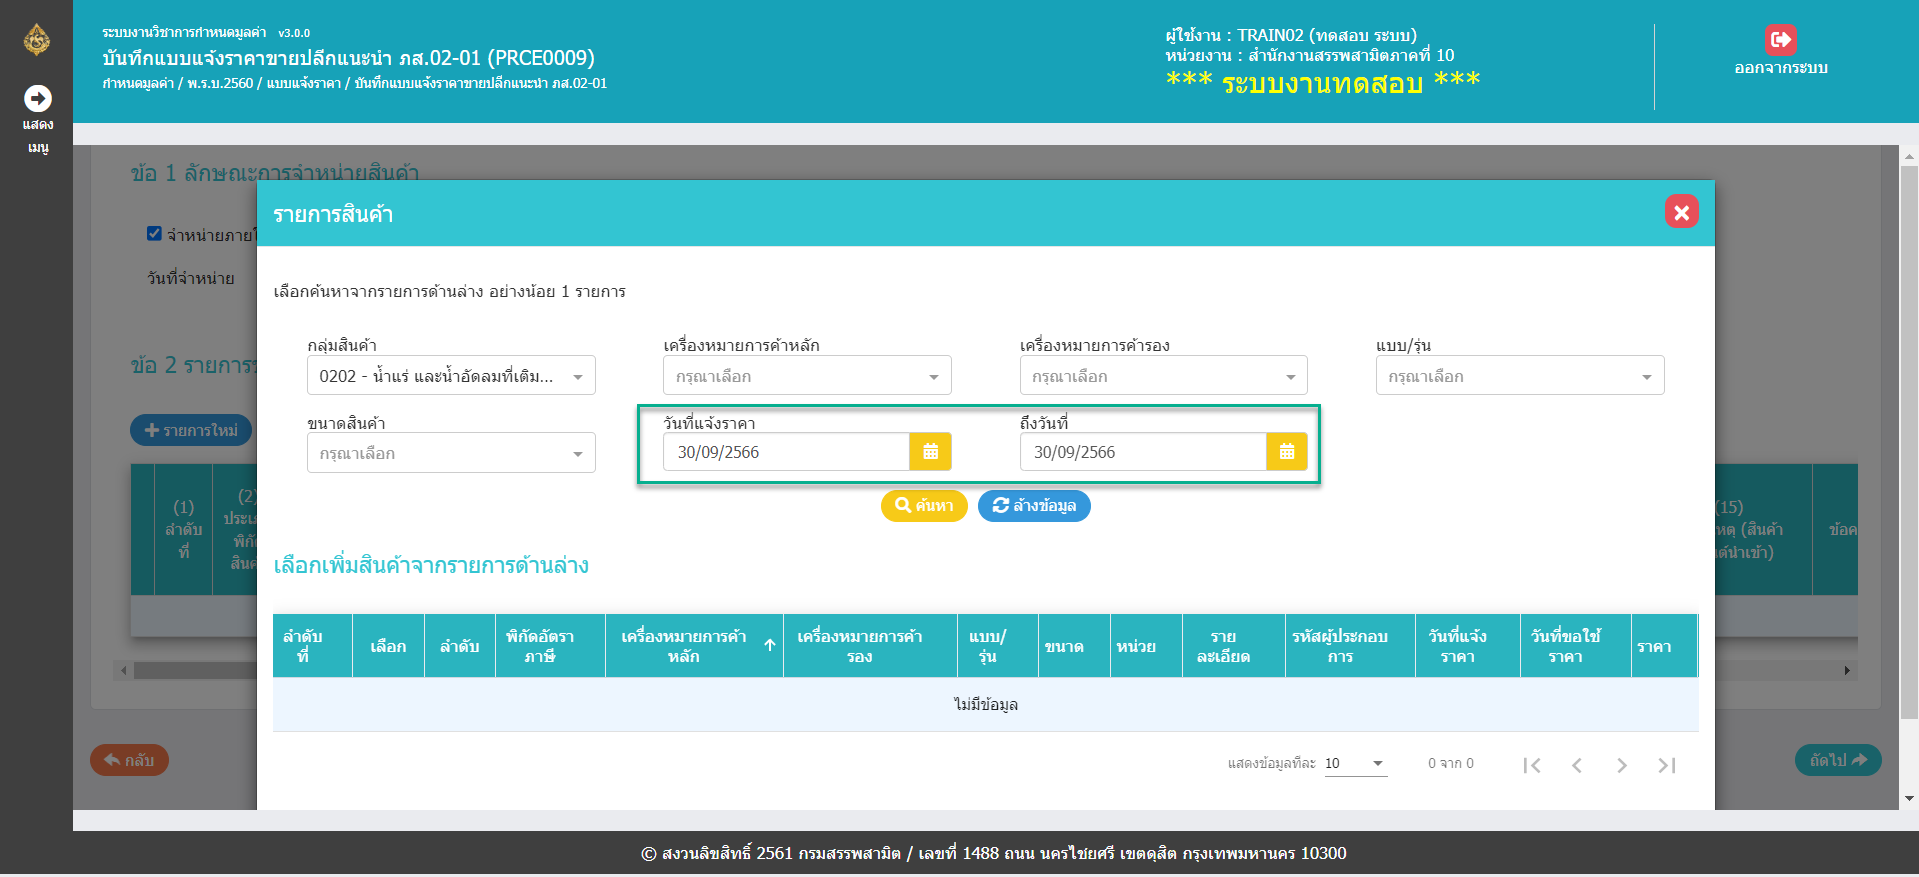 ระบบงานวิชาการกำหนดมูลค่า v3.0.0
บันทึกแบบแจ้งราคาขายปลีกแนะนำ ภส.02-01 (PRCE0009)
กำหนดมูลค่า / พ.ร.บ.2560 / แบบแจ้งราคา / บันทึกแบบแจ้งราคาขายปลีกแนะนำ ภส.02-01
ผู้ใช้งาน : TRAIN02 (ทดสอบ ระบบ)
หน่วยงาน : สำนักงานสรรพสามิตภาคที่ 10
*** ระบบงานทดสอบ ***
ออกจากระบบ
แสดง
เมนู
ข้อ 1 ลักษณะการจำหน่ายสินค้า
จำหน่ายภายใ
วันที่จำหน่าย
ข้อ 2 รายการ
รายการใหม่
(1)
ลำดับ
ที่
(2)
ประเภ
พิกั
สินค
(15)
หตุ (สินค้า
ต์นำเข้า)
ข้อค
กลับ
ถัดไป
รายการสินค้า
เลือกค้นหาจากรายการด้านล่าง อย่างน้อย 1 รายการ
กลุ่มสินค้า
0202 - น้ำแร่ และน้ำอัดลมที่เติม...
เครื่องหมายการค้าหลัก
กรุณาเลือก
เครื่องหมายการค้ารอง
กรุณาเลือก
แบบ/รุ่น
กรุณาเลือก
ขนาดสินค้า
กรุณาเลือก
วันที่แจ้งราคา
30/09/2566
ถึงวันที่
30/09/2566
ค้นหา
ล้างข้อมูล
เลือกเพิ่มสินค้าจากรายการด้านล่าง
ลำดับ
ที่
เลือก
ลำดับ
พิกัดอัตรา
ภาษี
เครื่องหมายการค้า
หลัก
เครื่องหมายการค้า
รอง
แบบ/
รุ่น
ขนาด
หน่วย
ราย
ละเอียด
รหัสผู้ประกอบ
การ
วันที่แจ้ง
ราคา
วันที่ขอใช้
ราคา
ราคา
ไม่มีข้อมูล
แสดงข้อมูลทีละ 10
0 จาก 0
© สงวนลิขสิทธิ์ 2561 กรมสรรพสามิต / เลขที่ 1488 ถนน นครไชยศรี เขตดุสิต กรุงเทพมหานคร 10300